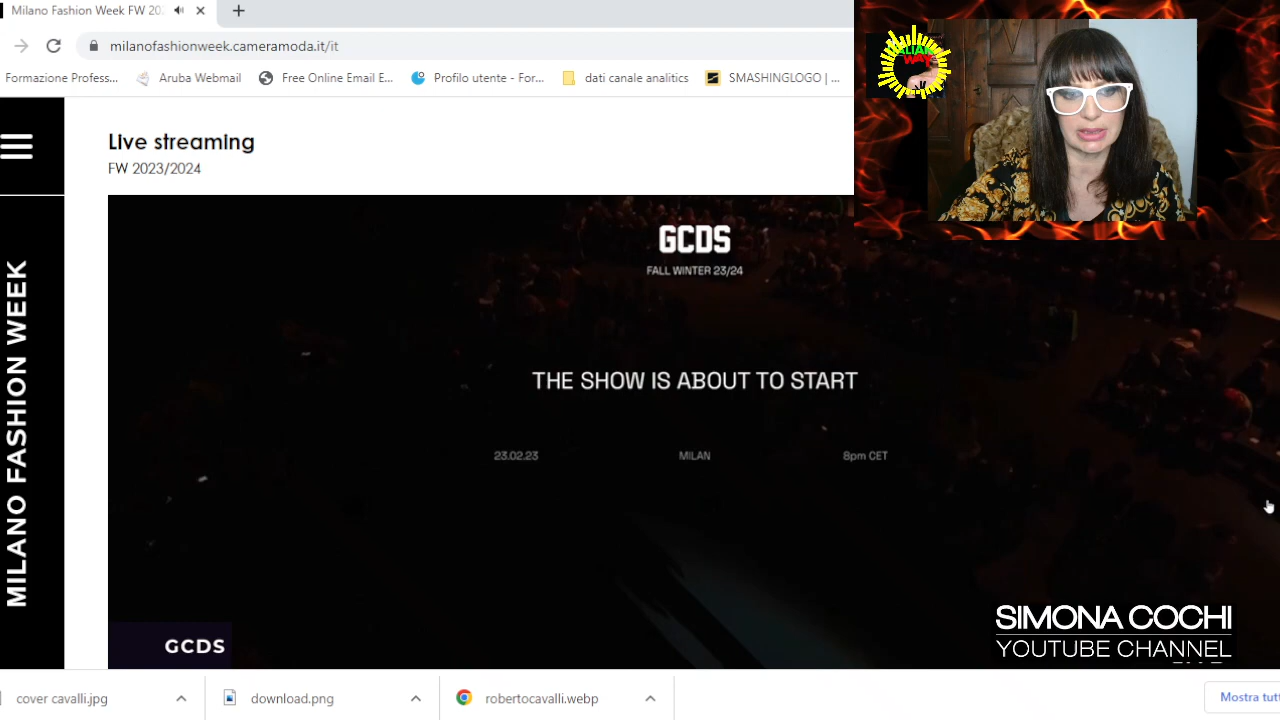 Milano Fashion Week FW 20
milanofashionweek.cameramoda.it/it
Formazione Profess...
Aruba Webmail
Free Online Email E...
Profilo utente - For...
dati canale analitics
SMASHINGLOGO | ...
ALIAN
WAY
Live streaming
FW 2023/2024
MILANO FASHION WEEK
GCDS
FALL WINTER 23/24
THE SHOW IS ABOUT TO START
23.02.23
MILAN
8pm CET
GCDS
SIMONA COCHI
YOUTUBE CHANNEL
cover cavalli.jpg
download.png
robertocavalli.webp
Mostra tutt